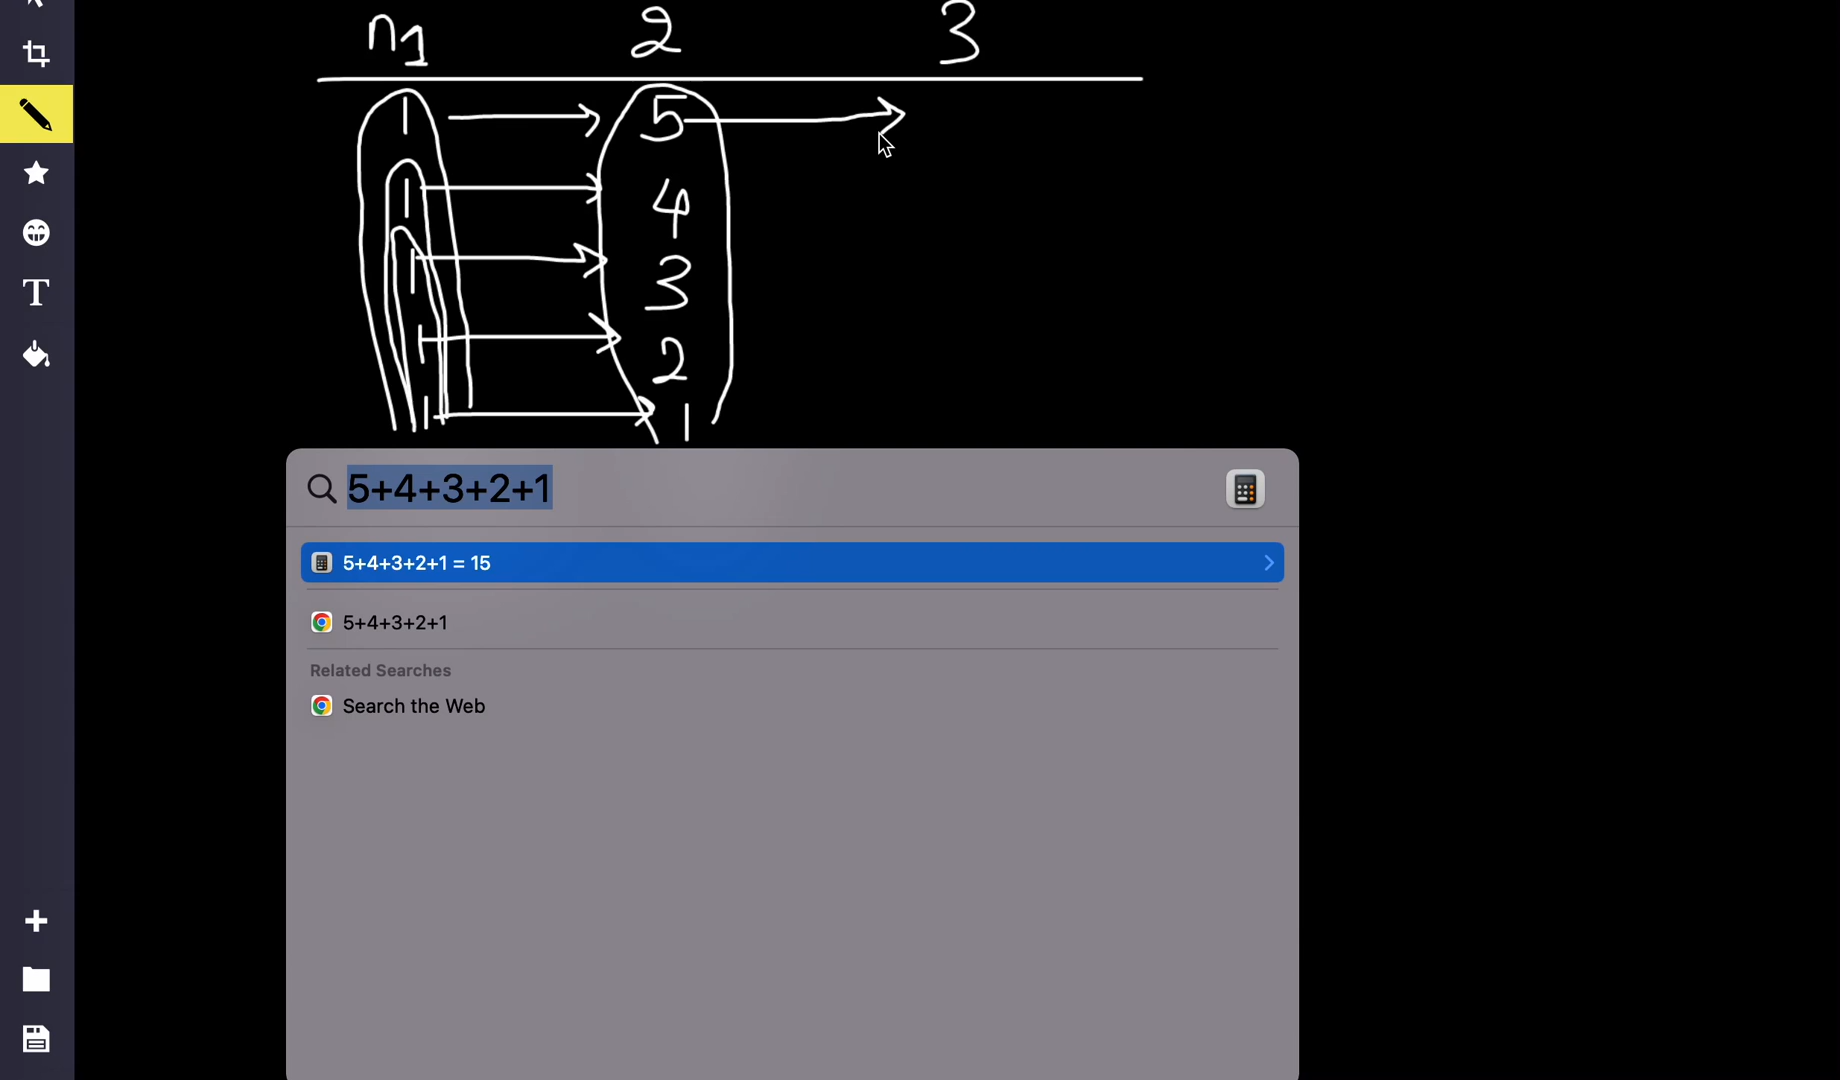 n1 2 3
1 5
1 4
1 3
1 2
1 1
5+4+3+2+1
5+4+3+2+1 = 15
5+4+3+2+1
Related Searches
Search the Web
T